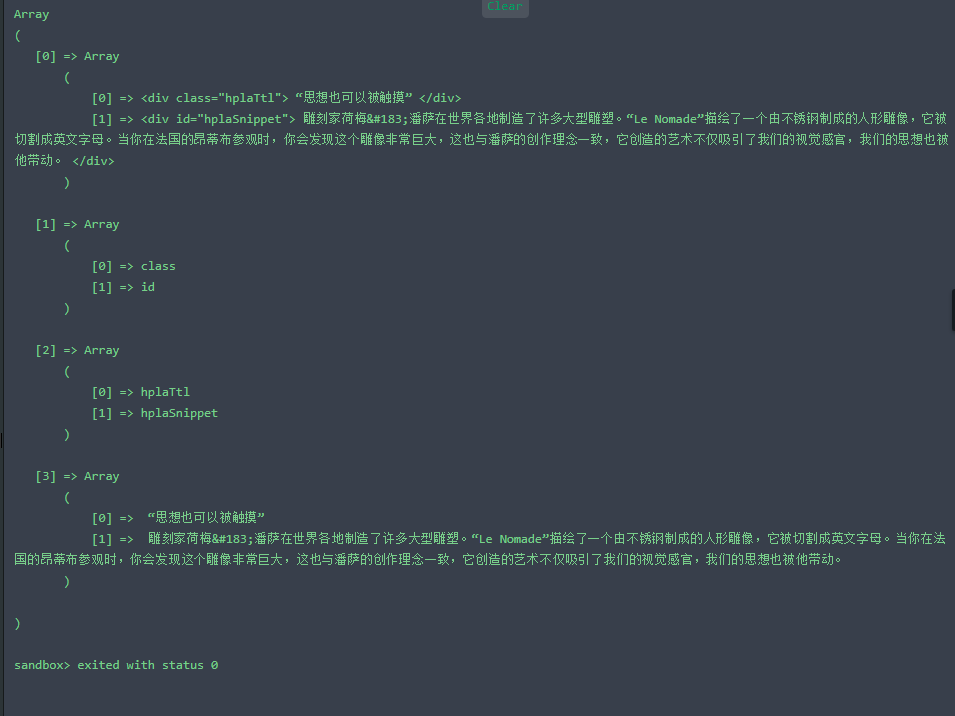 Clear
Array
(
[0] => Array
(
[0] => <div class="hplaTtl"> “思想也可以被触摸” </div>
[1] => <div id="hplaSnippet"> 雕刻家荷梅&#183;潘萨在世界各地制造了许多大型雕塑。“Le Nomade”描绘了一个由不锈钢制成的人形雕像，它被
切割成英文字母。当你在法国的昂蒂布参观时，你会发现这个雕像非常巨大，这也与潘萨的创作理念一致，它创造的艺术不仅吸引了我们的视觉感官，我们的思想也被
他带动。 </div>
)
[1] => Array
(
[0] => class
[1] => id
)
[2] => Array
(
[0] => hplaTtl
[1] => hplaSnippet
)
[3] => Array
(
[0] => “思想也可以被触摸”
[1] => 雕刻家荷梅&#183;潘萨在世界各地制造了许多大型雕塑。“Le Nomade”描绘了一个由不锈钢制成的人形雕像，它被切割成英文字母。当你在法
国的昂蒂布参观时，你会发现这个雕像非常巨大，这也与潘萨的创作理念一致，它创造的艺术不仅吸引了我们的视觉感官，我们的思想也被他带动。
)
)
sandbox> exited with status 0